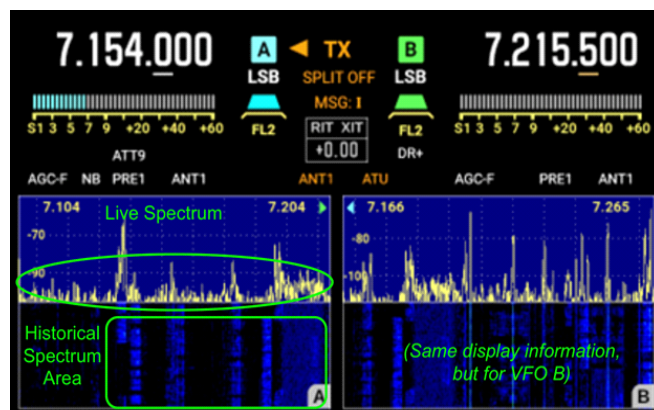 7.154.000 A TX B 7.215.500
LSB SPLIT OFF LSB
MSG: I
S1 3 5 7 9 +20 +40 +60 FL2 RIT XIT FL2 S1 3 5 7 9 +20 +40 +60
+0.00
ATT9 DR+
AGC-F NB PRE1 ANT1 ANT1 ATU AGC-F PRE1 ANT1
7.104 Live Spectrum 7.204 7.166 7.265
-70 -80
-90 -100
Historical
Spectrum
Area
(Same display information,
but for VFO B)
A B